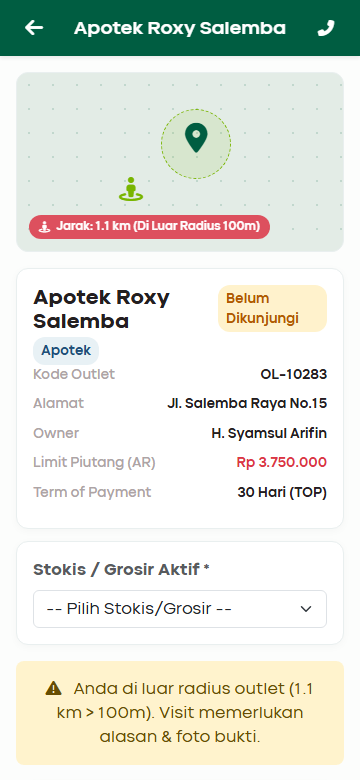 Apotek Roxy Salemba
Jarak: 1.1 km (Di Luar Radius 100m)
Apotek Roxy
Salemba
Belum
Dikunjungi
Apotek
Kode Outlet OL-10283
Alamat Jl. Salemba Raya No.15
Owner H. Syamsul Arifin
Limit Piutang (AR) Rp 3.750.000
Term of Payment 30 Hari (TOP)
Stokis / Grosir Aktif *
-- Pilih Stokis/Grosir --
Anda di luar radius outlet (1.1
km > 100m). Visit memerlukan
alasan & foto bukti.